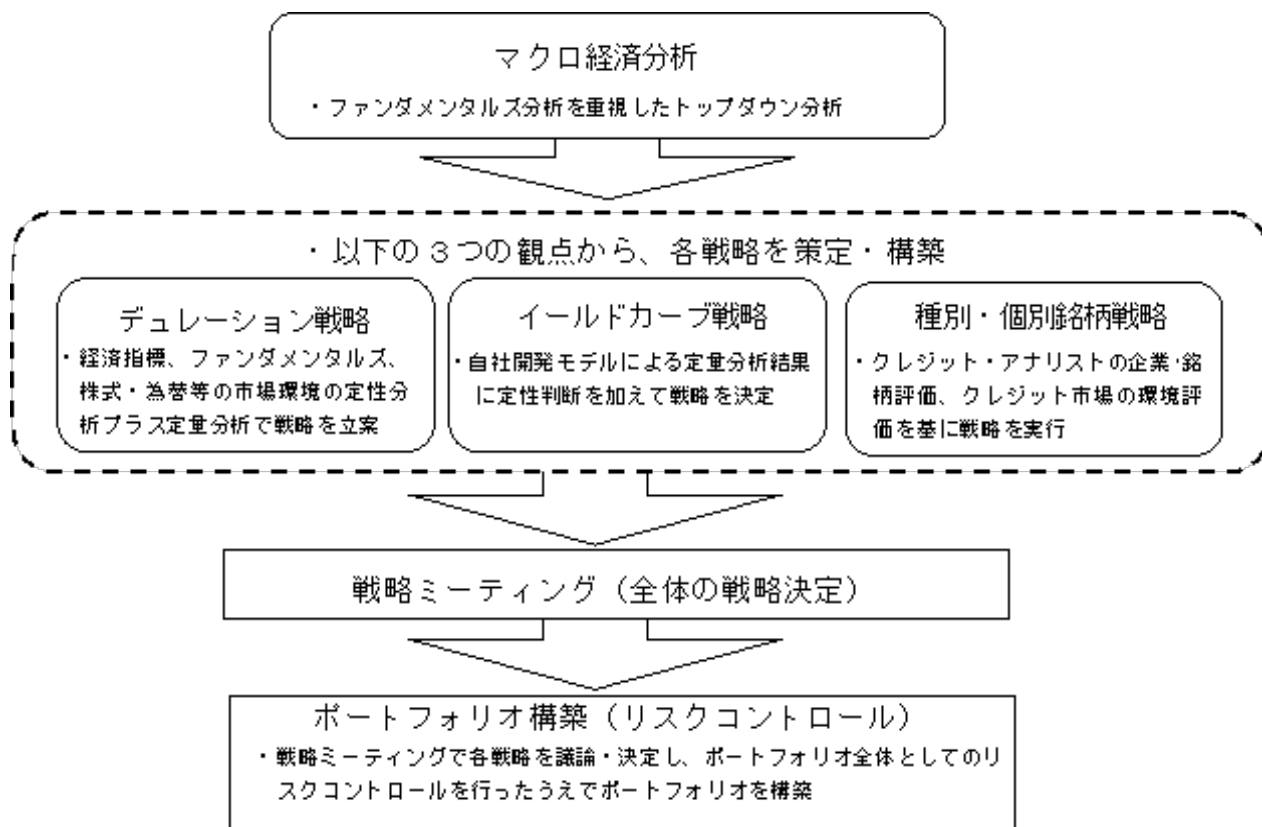 マクロ経済分析
・ファンダメンタルズ分析を重視したトップダウン分析
・以下の３つの観点から、各戦略を策定・構築
デュレーション戦略
・経済指標、ファンダメンタルズ、
株式・為替等の市場環境の定性分
析プラス定量分析で戦略を立案
イールドカーブ戦略
・自社開発モデルによる定量分析結果
に定性判断を加えて戦略を決定
種別・個別銘柄戦略
・クレジット・アナリストの企業・銘
柄評価、クレジット市場の環境評
価を基に戦略を実行
戦略ミーティング（全体の戦略決定）
ポートフォリオ構築（リスクコントロール）
・戦略ミーティングで各戦略を議論・決定し、ポートフォリオ全体としてのリ
スクコントロールを行ったうえでポートフォリオを構築